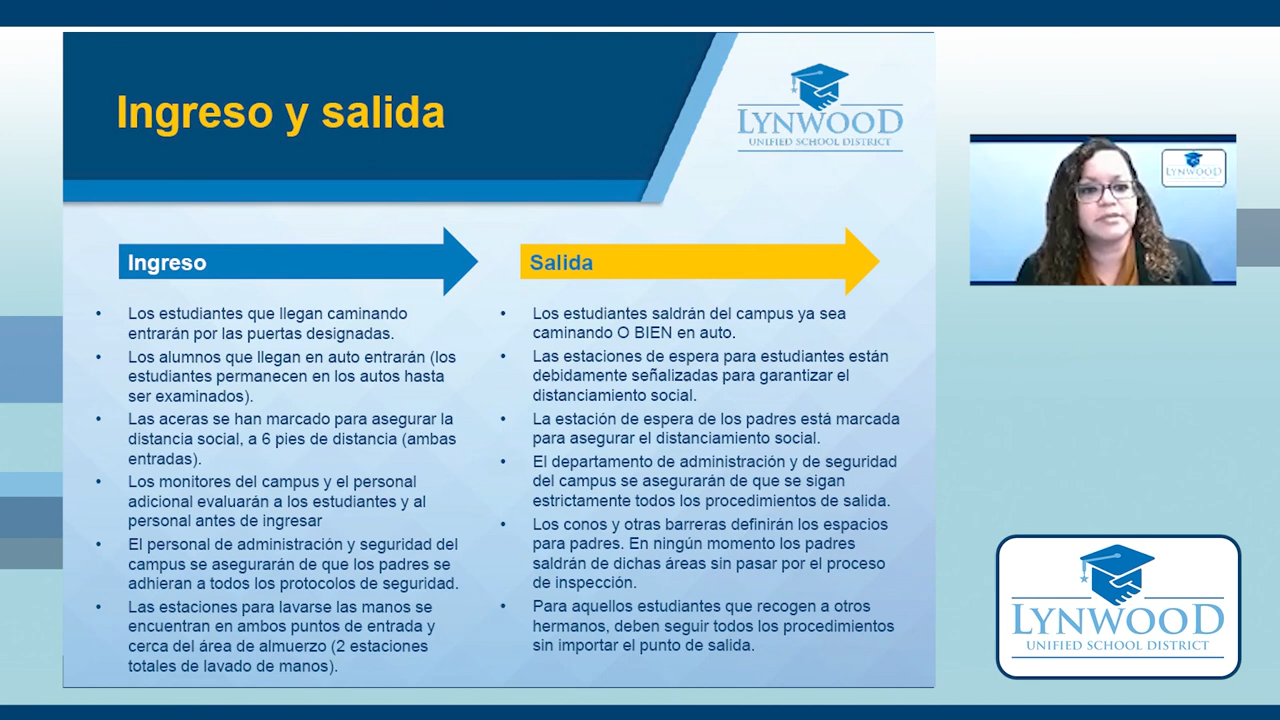 Ingreso y salida
LYNWOOD
UNIFIED SCHOOL DISTRICT
LYNWOOD
Ingreso
• Los estudiantes que llegan caminando
entrarán por las puertas designadas.
• Los alumnos que llegan en auto entrarán (los
estudiantes permanecen en los autos hasta
ser examinados).
• Las aceras se han marcado para asegurar la
distancia social, a 6 pies de distancia (ambas
entradas).
• Los monitores del campus y el personal
adicional evaluarán a los estudiantes y al
personal antes de ingresar
• El personal de administración y seguridad del
campus se asegurarán de que los padres se
adhieran a todos los protocolos de seguridad.
• Las estaciones para lavarse las manos se
encuentran en ambos puntos de entrada y
cerca del área de almuerzo (2 estaciones
totales de lavado de manos).
Salida
• Los estudiantes saldrán del campus ya sea
caminando O BIEN en auto.
• Las estaciones de espera para estudiantes están
debidamente señalizadas para garantizar el
distanciamiento social.
• La estación de espera de los padres está marcada
para asegurar el distanciamiento social.
• El departamento de administración y de seguridad
del campus se asegurarán de que se sigan
estrictamente todos los procedimientos de salida.
• Los conos y otras barreras definirán los espacios
para padres. En ningún momento los padres
saldrán de dichas áreas sin pasar por el proceso
de inspección.
• Para aquellos estudiantes que recogen a otros
hermanos, deben seguir todos los procedimientos
sin importar el punto de salida.
LYNWOOD
UNIFIED SCHOOL DISTRICT